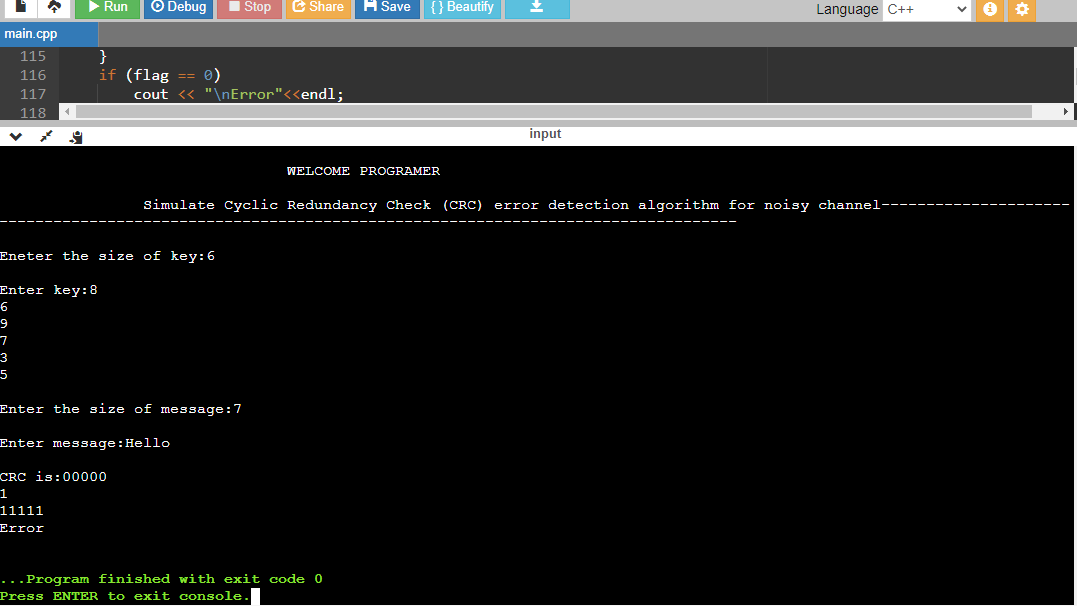 Run Debug Stop Share Save { } Beautify Language C++
main.cpp
115 }
116 if (flag == 0)
117 cout << "\nError"<<endl;
118
input
WELCOME PROGRAMER
Simulate Cyclic Redundancy Check (CRC) error detection algorithm for noisy channel---------------------
----------------------------------------------------------------------------------
Eneter the size of key:6
Enter key:8
6
9
7
3
5
Enter the size of message:7
Enter message:Hello
CRC is:00000
1
11111
Error
...Program finished with exit code 0
Press ENTER to exit console.